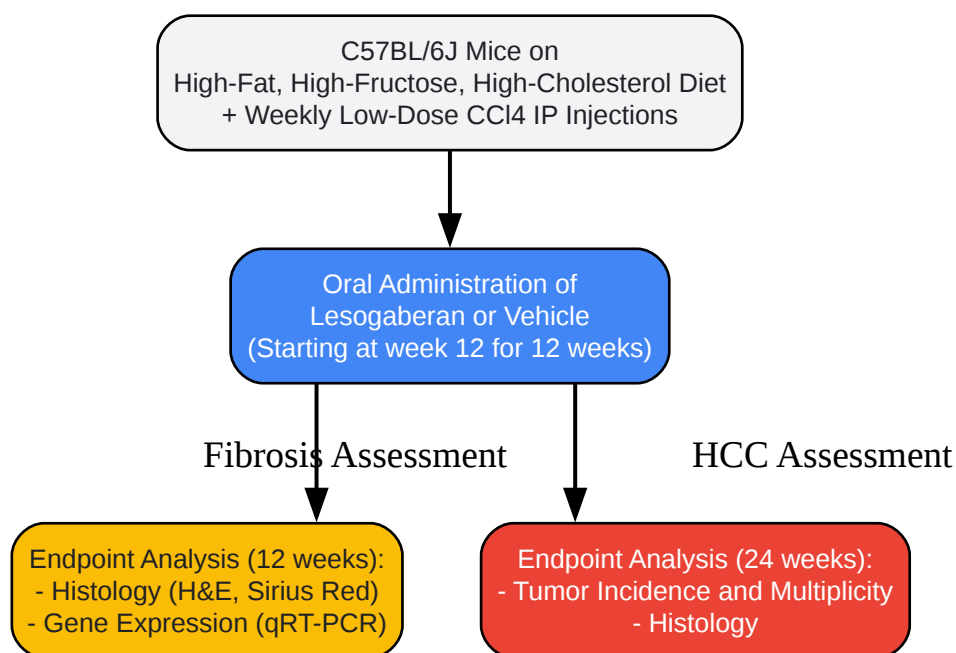 C57BL/6J Mice on
High-Fat, High-Fructose, High-Cholesterol Diet
+ Weekly Low-Dose CCl4 IP Injections
Oral Administration of
Lesogaberan or Vehicle
(Starting at week 12 for 12 weeks)
Fibrosis Assessment
HCC Assessment
Endpoint Analysis (12 weeks):
- Histology (H&E, Sirius Red)
- Gene Expression (qRT-PCR)
Endpoint Analysis (24 weeks):
- Tumor Incidence and Multiplicity
- Histology